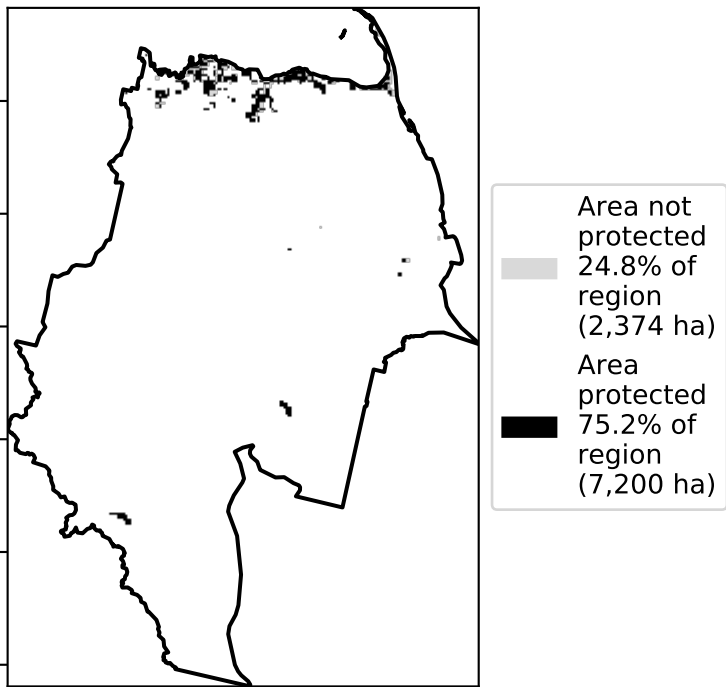 Area not
protected
24.8% of
region
(2,374 ha)
Area
protected
75.2% of
region
(7,200 ha)